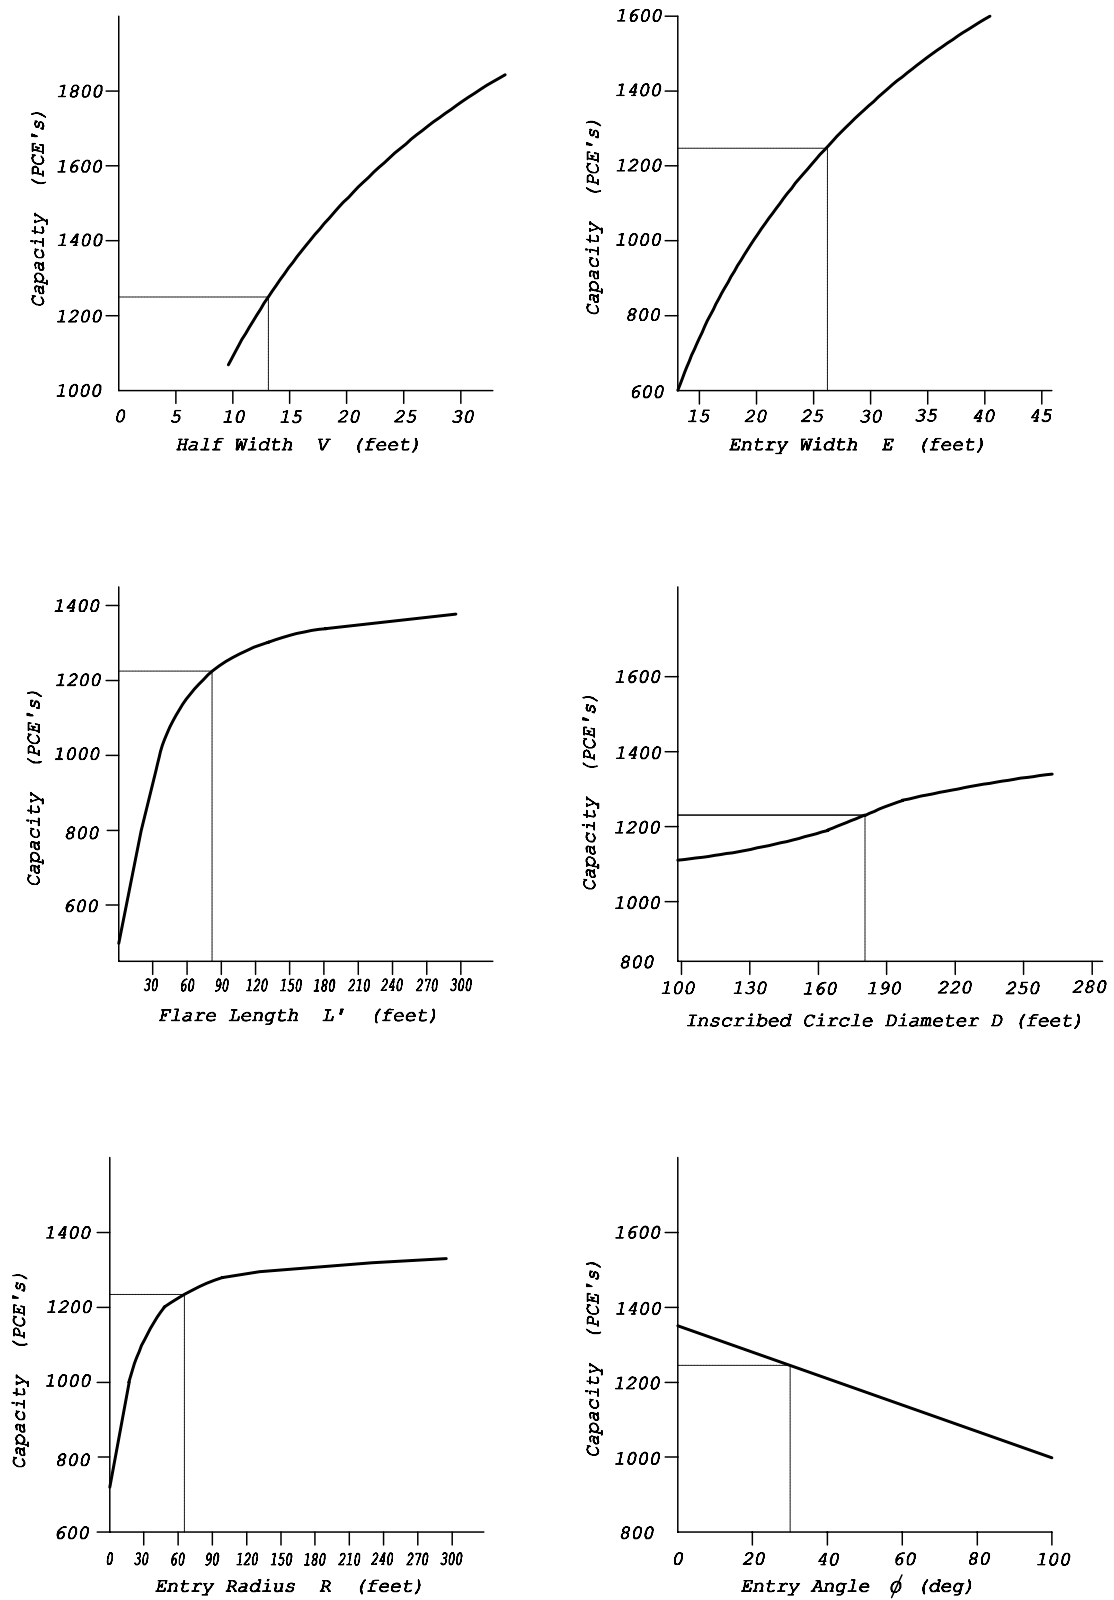 1800
1600
1400
1200
1000
0 5 10 15 20 25 30
Half Width V (feet)
Capacity (PCE's)
1600
1400
1200
1000
800
600
15 20 25 30 35 40 45
Entry Width E (feet)
Capacity (PCE's)
1400
1200
1000
800
600
30 60 90 120 150 180 210 240 270 300
Flare Length L' (feet)
Capacity (PCE's)
1600
1400
1200
1000
800
100 130 160 190 220 250 280
Inscribed Circle Diameter D (feet)
Capacity (PCE's)
1400
1200
1000
800
600
0 30 60 90 120 150 180 210 240 270 300
Entry Radius R (feet)
Capacity (PCE's)
1600
1400
1200
1000
800
0 20 40 60 80 100
Entry Angle ϕ (deg)
Capacity (PCE's)